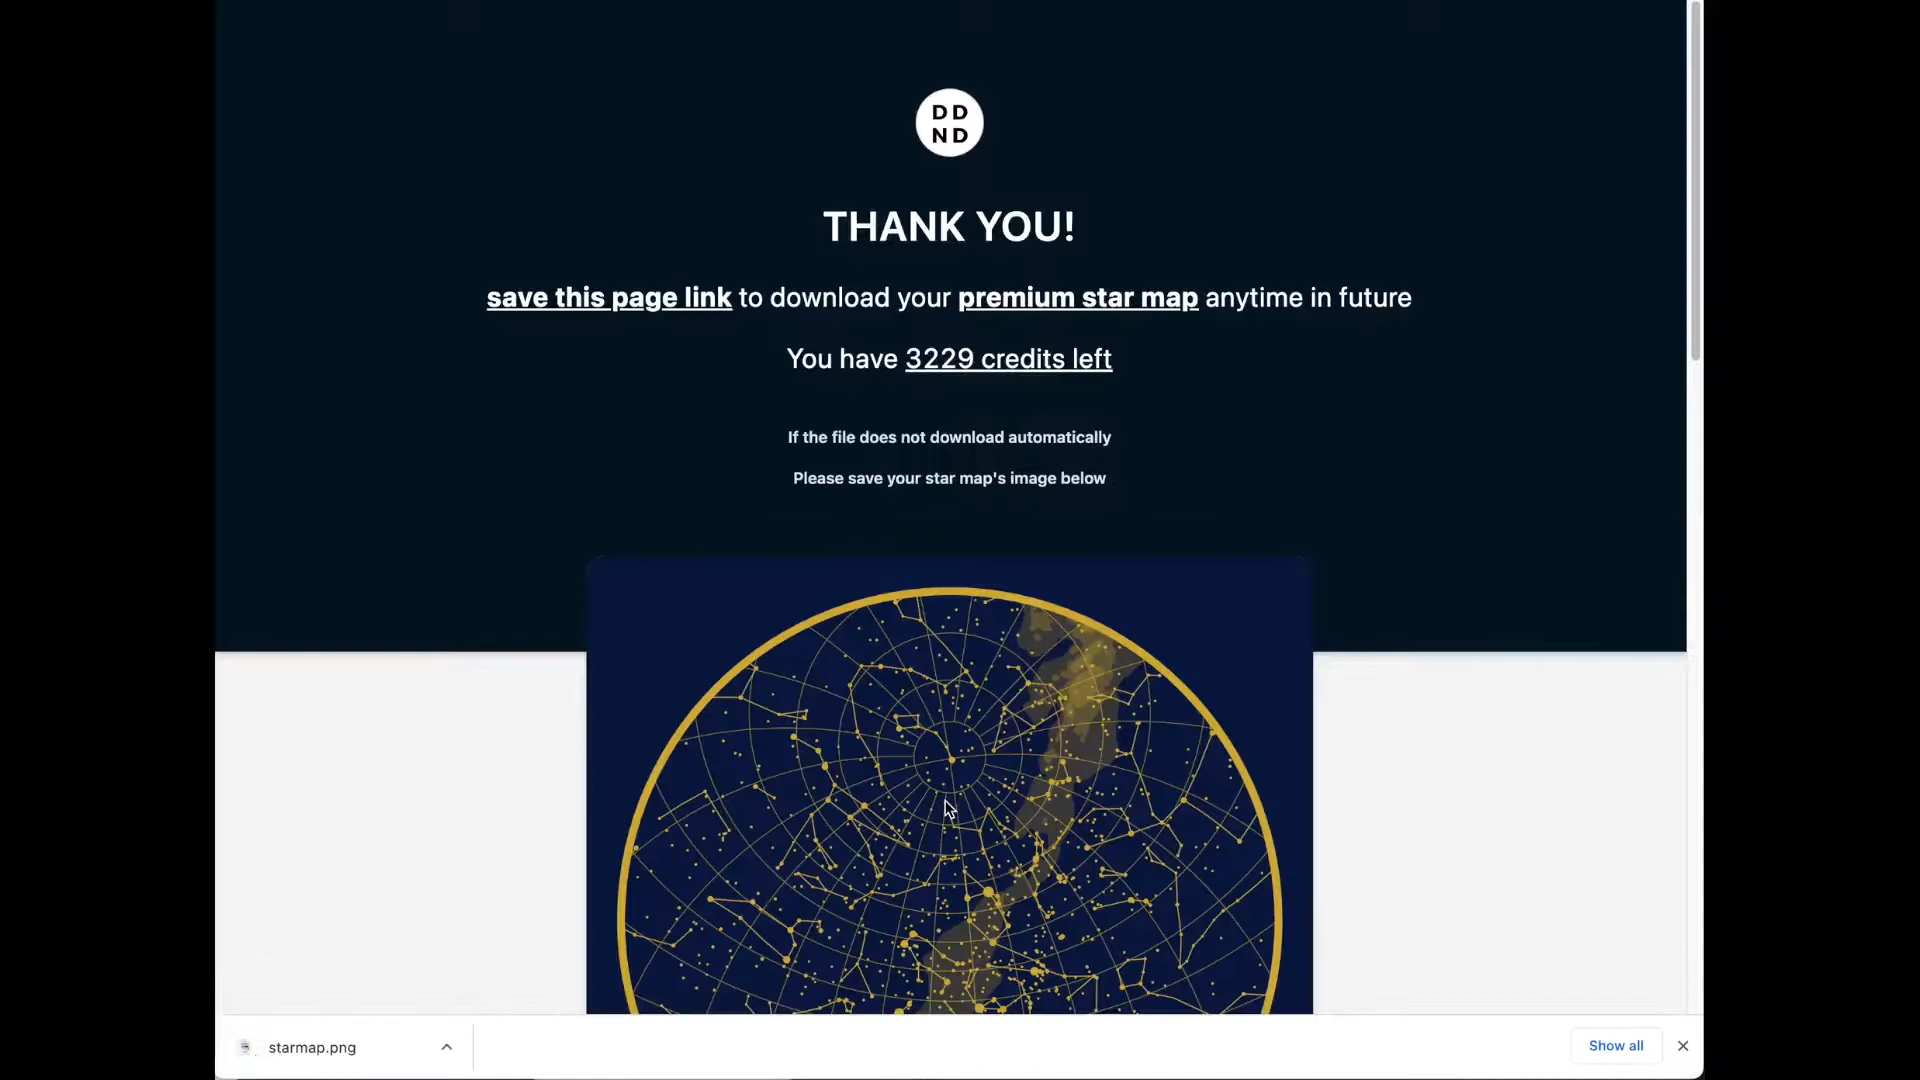 DD
ND
THANK YOU!
save this page link to download your premium star map anytime in future
You have 3229 credits left
If the file does not download automatically
Please save your star map's image below
starmap.png
Show all